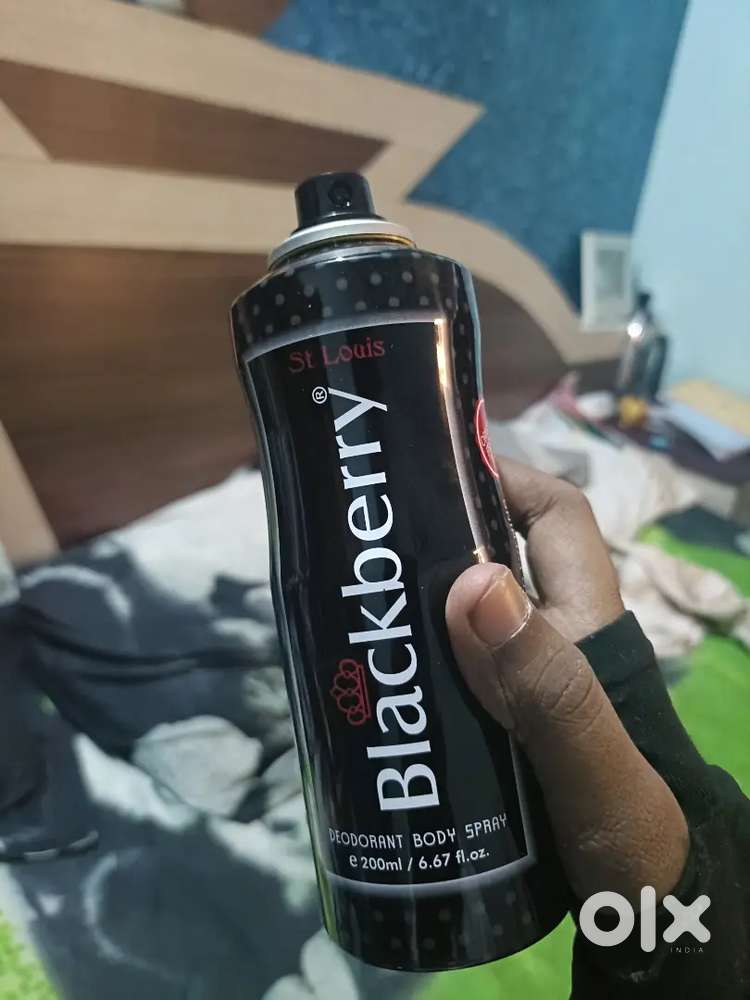 St Louis
Blackberry®
DEODORANT BODY SPRAY
e 200ml / 6.67 fl.oz.
olx
INDIA